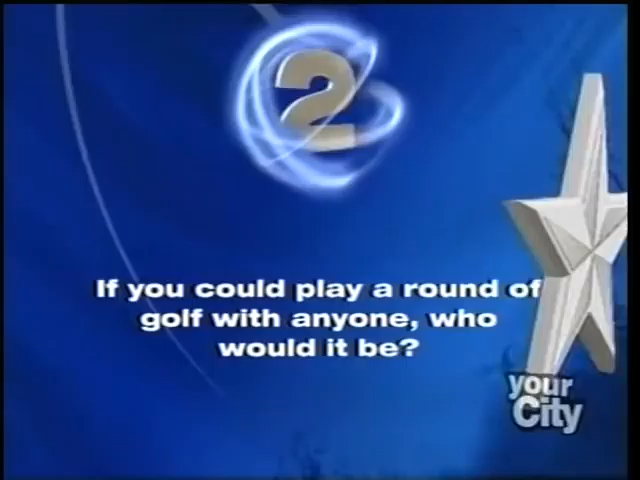 2
If you could play a round of
golf with anyone, who
would it be?
your
City